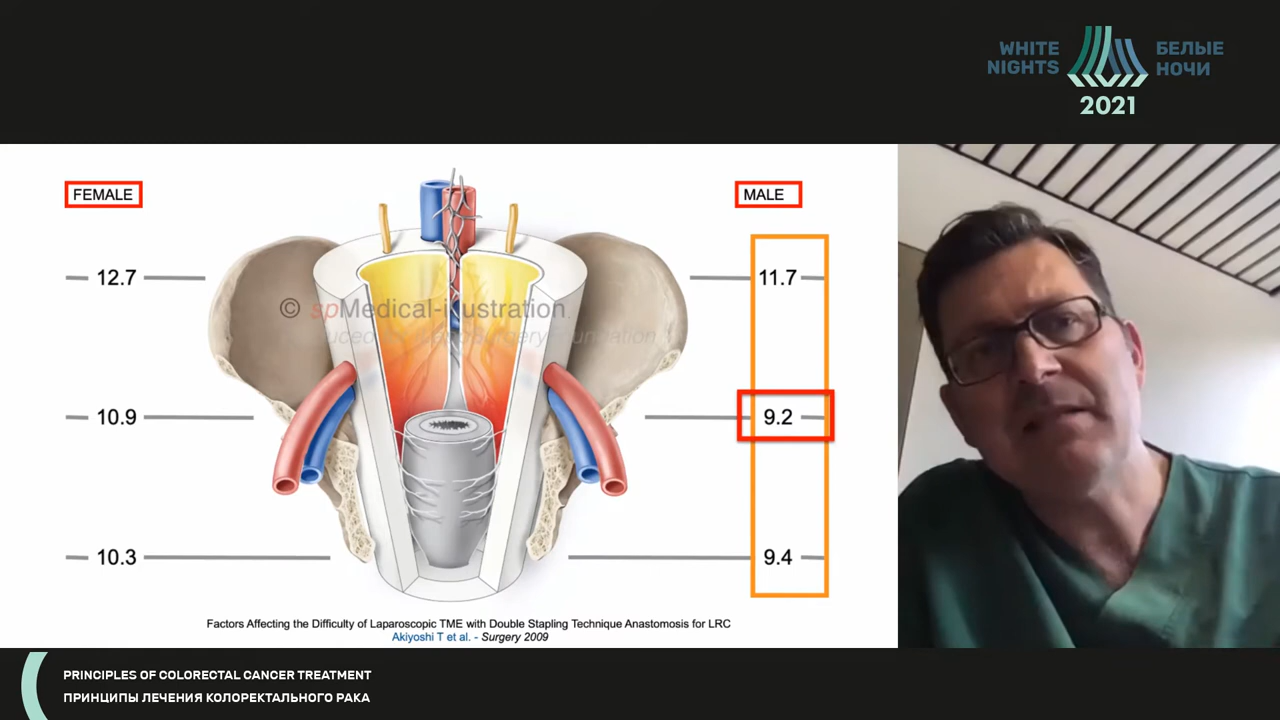 WHITE NIGHTS
БЕЛЫЕ НОЧИ
2021
FEMALE
MALE
12.7
11.7
© spMedical-illustration
10.9
9.2
10.3
9.4
Factors Affecting the Difficulty of Laparoscopic TME with Double Stapling Technique Anastomosis for LRC
Akiyoshi T et al. - Surgery 2009
PRINCIPLES OF COLORECTAL CANCER TREATMENT
ПРИНЦИПЫ ЛЕЧЕНИЯ КОЛОРЕКТАЛЬНОГО РАКА